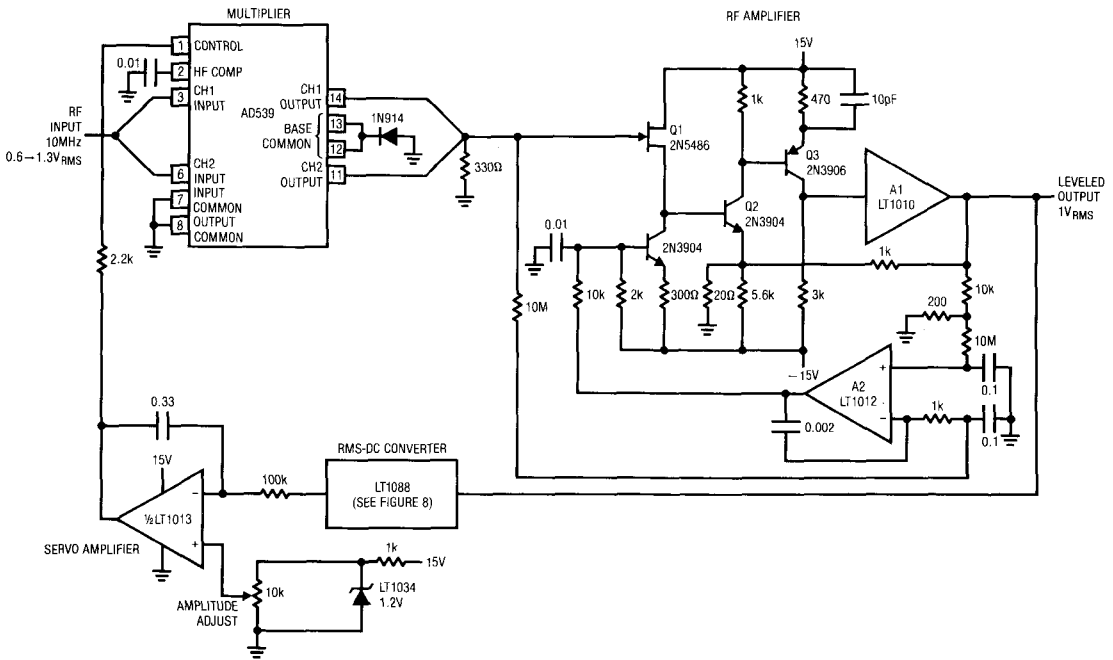 MULTIPLIER
1 CONTROL
0.01
2 HF COMP
CH1
3 INPUT
RF
INPUT
10MHz
0.6→1.3VRMS
AD539
CH1
OUTPUT 14
BASE 13
COMMON 12
CH2
OUTPUT 11
1N914
330Ω
CH2
6 INPUT
INPUT
7 COMMON
8 OUTPUT
COMMON
2.2k
RF AMPLIFIER
15V
1k
470
10pF
Q1
2N5486
Q3
2N3906
Q2
2N3904
A1
LT1010
LEVELED
OUTPUT
1VRMS
0.01
2N3904
1k
10k
2k
300Ω
20Ω
5.6k
3k
10k
200
10M
10M
−15V
+
A2
LT1012
-
0.1
1k
0.1
0.002
0.33
15V
−
½LT1013
+
SERVO AMPLIFIER
100k
RMS-DC CONVERTER
LT1088
(SEE FIGURE 8)
1k
15V
10k
LT1034
1.2V
AMPLITUDE
ADJUST